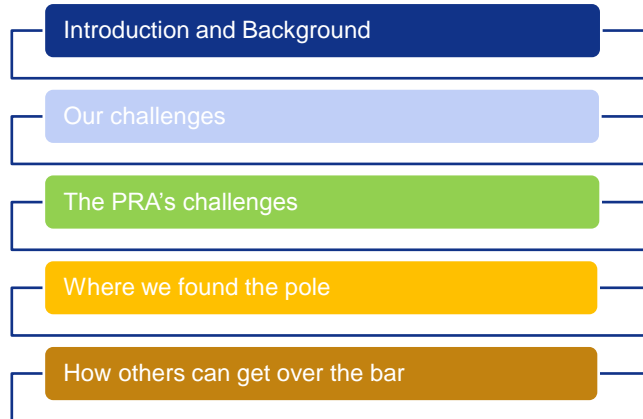 Introduction and Background
Our challenges
The PRA's challenges
Where we found the pole
How others can get over the bar